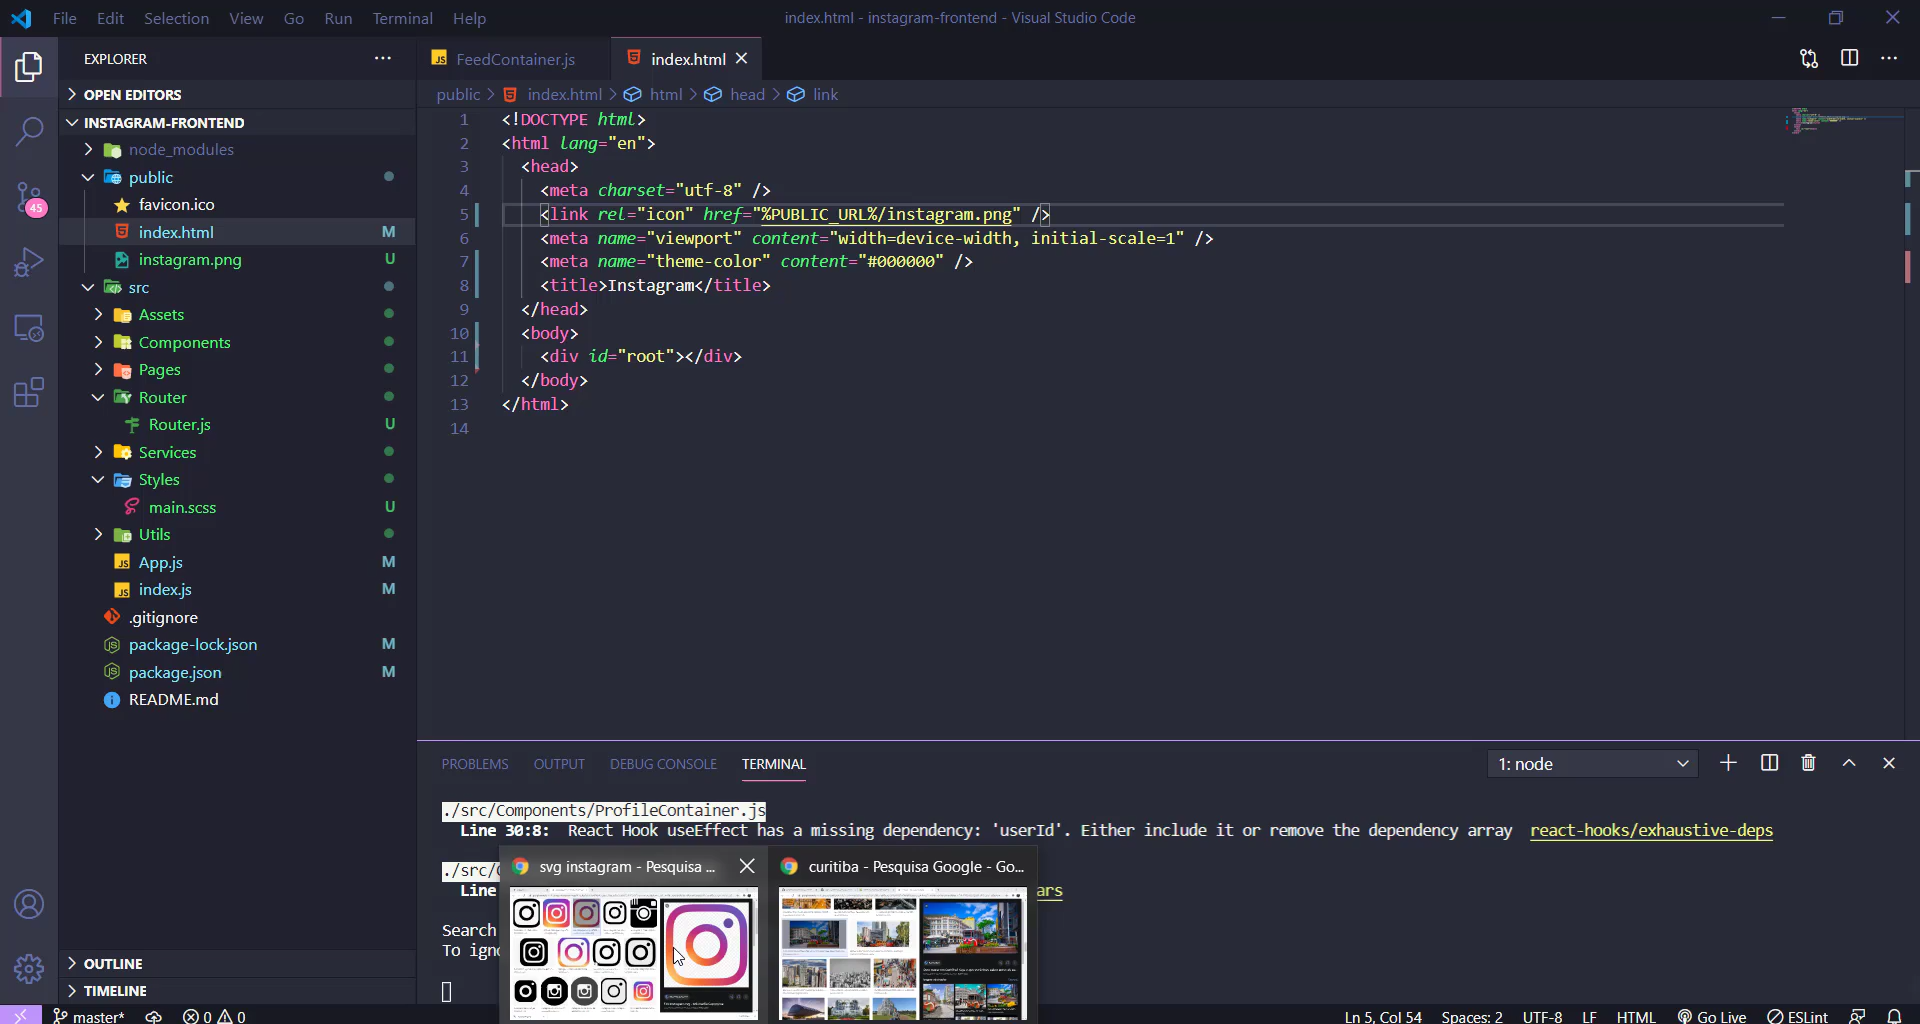 File Edit Selection View Go Run Terminal Help
index.html - instagram-frontend - Visual Studio Code
EXPLORER
OPEN EDITORS
INSTAGRAM-FRONTEND
node_modules
public
favicon.ico
index.html M
instagram.png U
src
Assets
Components
Pages
Router
Router.js U
Services
Styles
main.scss U
Utils
App.js M
index.js M
.gitignore
package-lock.json M
package.json M
README.md
OUTLINE
TIMELINE
45
FeedContainer.js
index.html
public > index.html > html > head > link
1 <!DOCTYPE html>
2 <html lang="en">
3 <head>
4 <meta charset="utf-8" />
5 <link rel="icon" href="%PUBLIC_URL%/instagram.png" />
6 <meta name="viewport" content="width=device-width, initial-scale=1" />
7 <meta name="theme-color" content="#000000" />
8 <title>Instagram</title>
9 </head>
10 <body>
11 <div id="root"></div>
12 </body>
13 </html>
14
PROBLEMS OUTPUT DEBUG CONSOLE TERMINAL
1: node
./src/Components/ProfileContainer.js
Line 30:8: React Hook useEffect has a missing dependency: 'userId'. Either include it or remove the dependency array react-hooks/exhaustive-deps
./src/
Line
ars
Search
To
svg instagram - Pesquisa ...
curitiba - Pesquisa Google - Go...
master* 0 0
Ln 5, Col 54 Spaces: 2 UTF-8 LF HTML Go Live ESLint